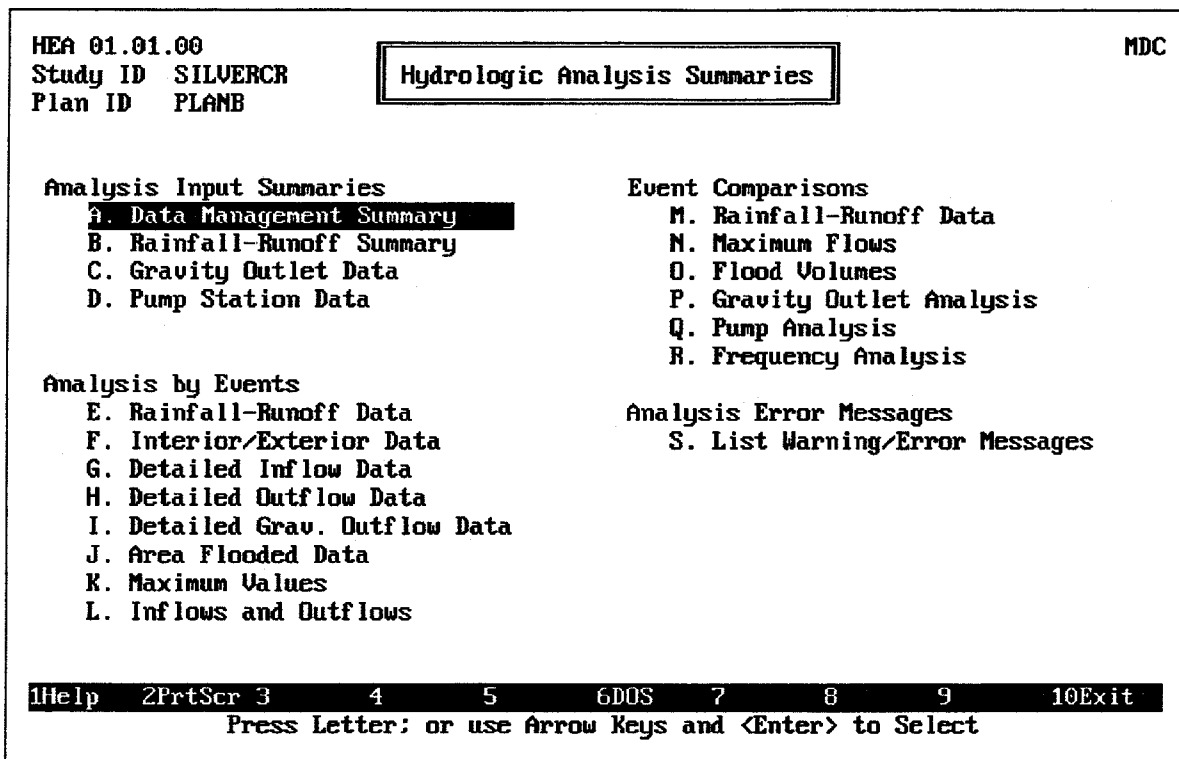 HEA 01.01.00
MDC
Study ID SILVERCR
Plan ID PLANB
Hydrologic Analysis Summaries
Analysis Input Summaries
A. Data Management Summary
B. Rainfall-Runoff Summary
C. Gravity Outlet Data
D. Pump Station Data
Analysis by Events
E. Rainfall-Runoff Data
F. Interior/Exterior Data
G. Detailed Inflow Data
H. Detailed Outflow Data
I. Detailed Grav. Outflow Data
J. Area Flooded Data
K. Maximum Values
L. Inflows and Outflows
Event Comparisons
M. Rainfall-Runoff Data
N. Maximum Flows
O. Flood Volumes
P. Gravity Outlet Analysis
Q. Pump Analysis
R. Frequency Analysis
Analysis Error Messages
S. List Warning/Error Messages
1Help 2PrtScr 3 4 5 6DOS 7 8 9 10Exit
Press Letter; or use Arrow Keys and <Enter> to Select